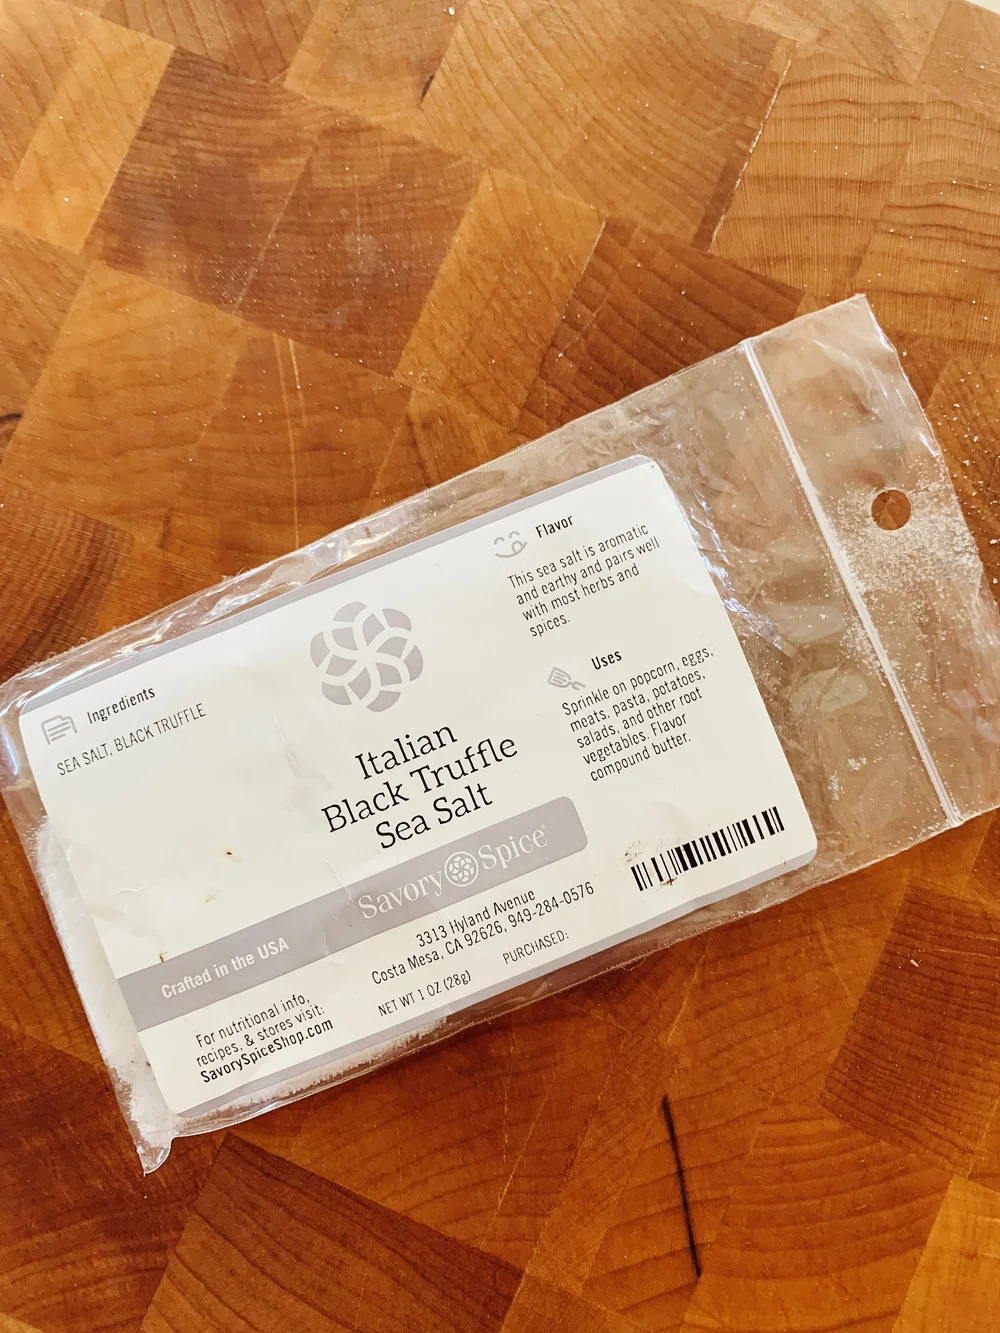 Ingredients
SEA SALT, BLACK TRUFFLE
Italian
Black Truffle
Sea Salt
Flavor
This sea salt is aromatic
and earthy and pairs well
with most herbs and
spices.
Uses
Sprinkle on popcorn, eggs,
meats, pasta, potatoes,
salads, and other root
vegetables. Flavor
compound butter.
Crafted in the USA
Savory Spice®
For nutritional info,
recipes, & stores visit:
SavorySpiceShop.com
3313 Hyland Avenue
Costa Mesa, CA 92626, 949-284-0576
NET WT 1 OZ (28g)
PURCHASED: